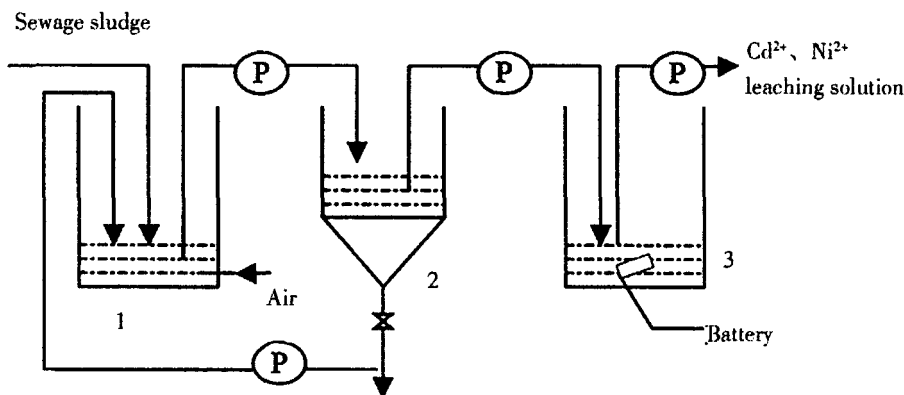 Sewage sludge
P
P
P
Cd²⁺、Ni²⁺
leaching solution
Air
1
2
3
Battery
P